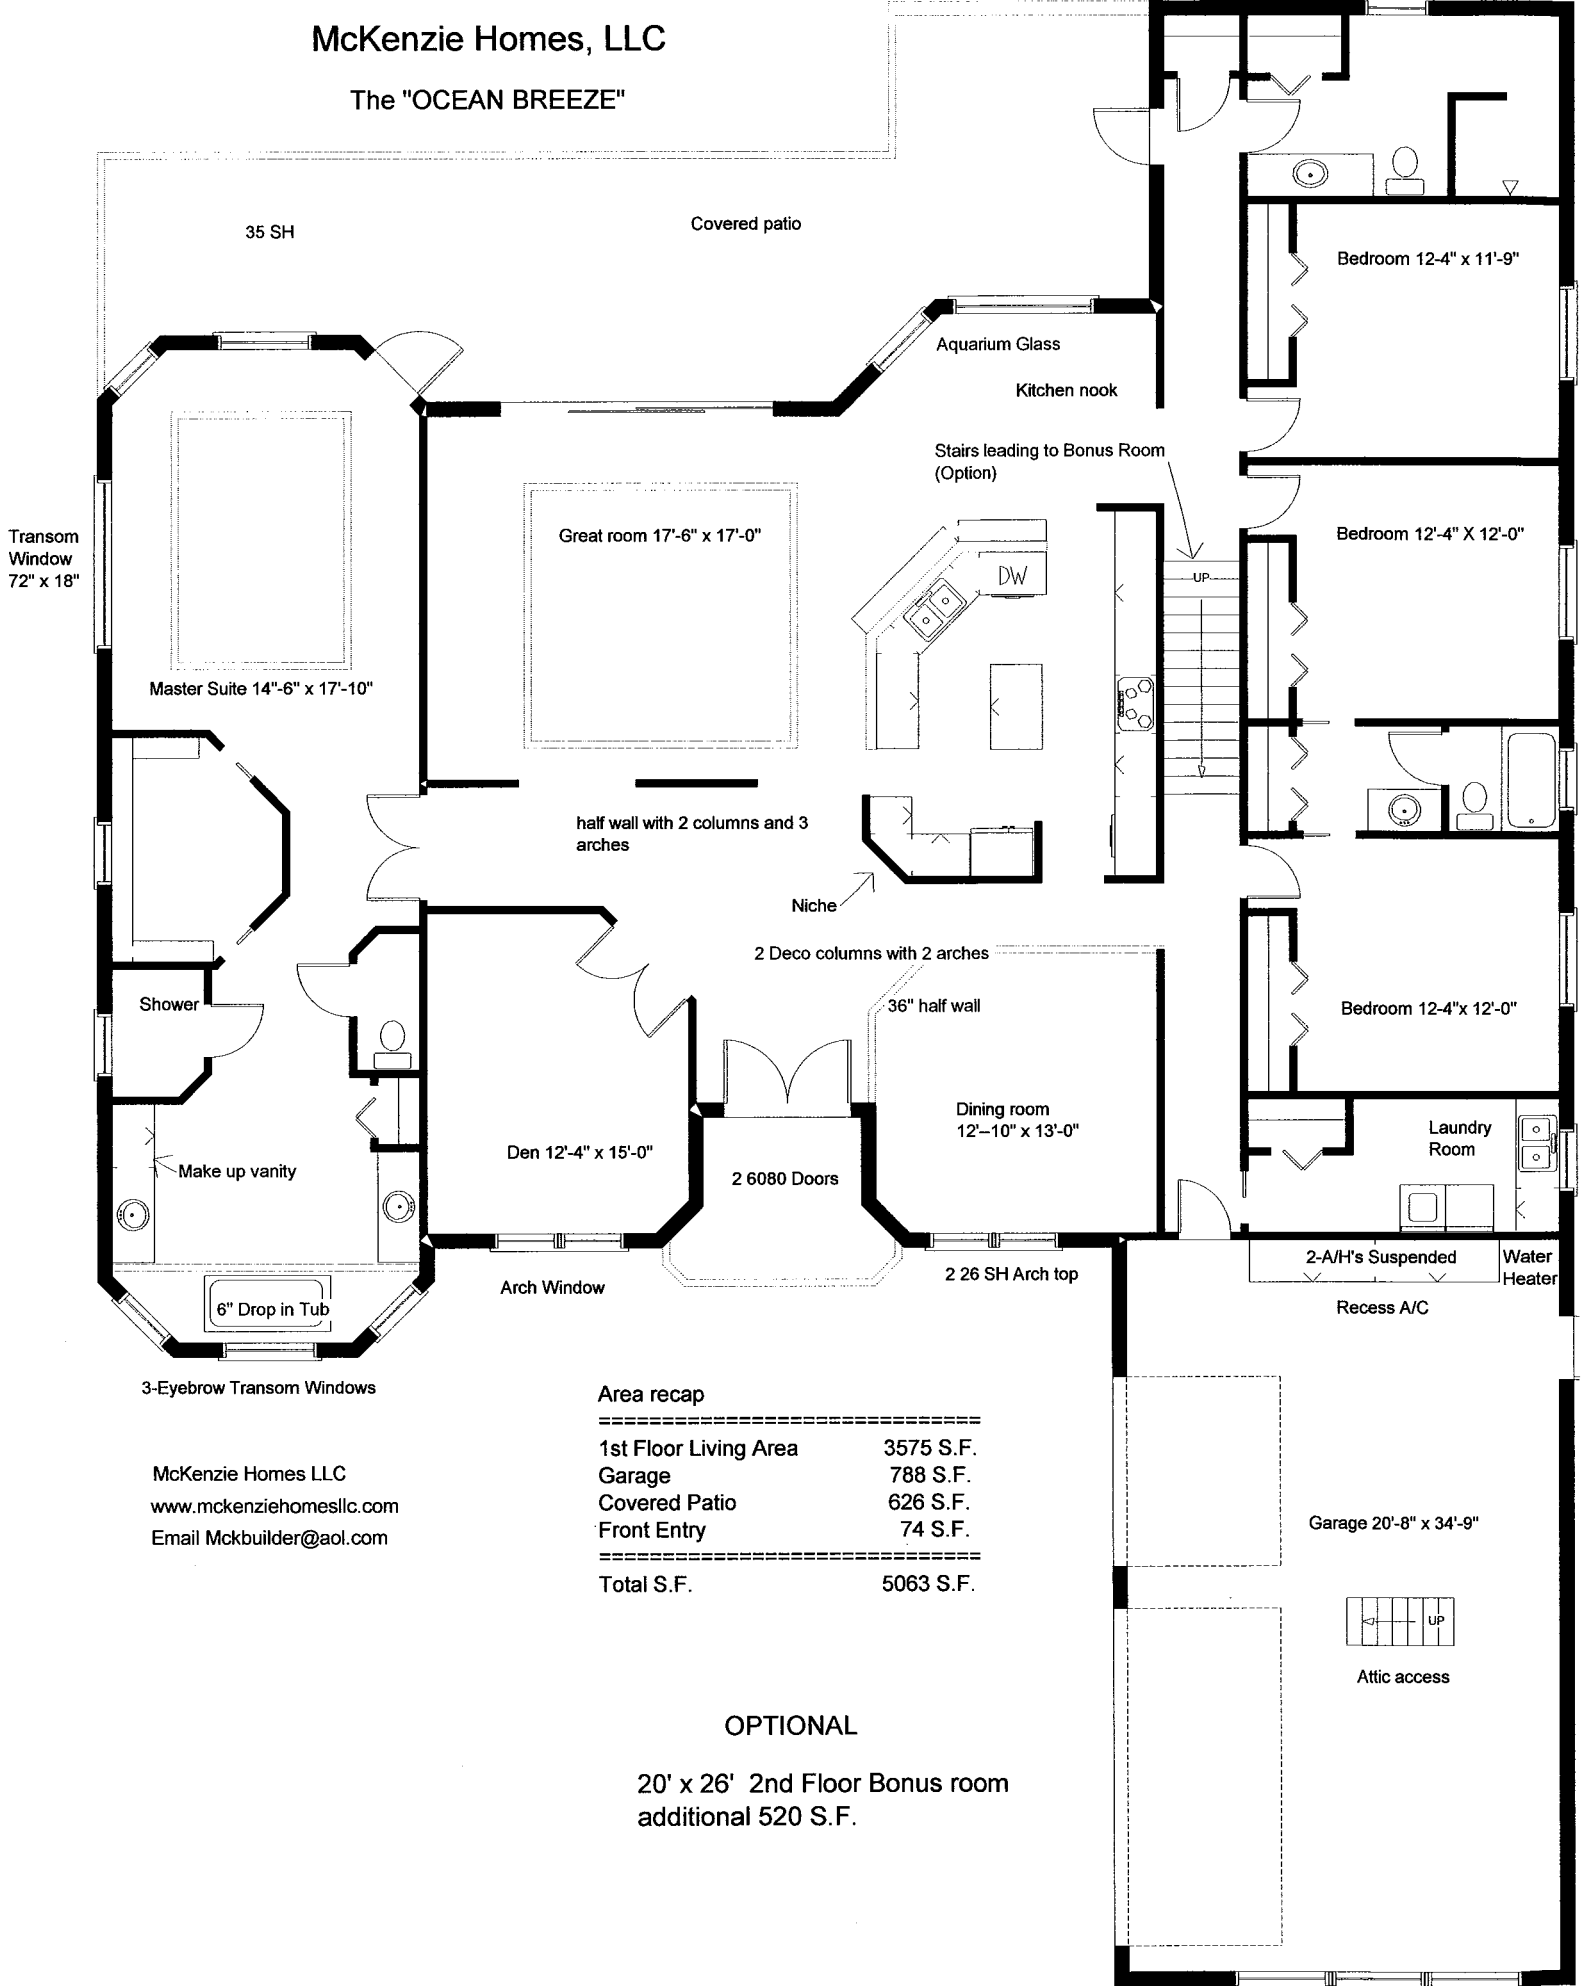 McKenzie Homes, LLC
The "OCEAN BREEZE"
35 SH
Covered patio
Bedroom 12-4" x 11'-9"
Aquarium Glass
Kitchen nook
Stairs leading to Bonus Room
(Option)
Transom
Window
72" x 18"
Great room 17'-6" x 17'-0"
Bedroom 12'-4" X 12'-0"
DW
UP
Master Suite 14"-6" x 17'-10"
half wall with 2 columns and 3
arches
Niche
2 Deco columns with 2 arches
Shower
36" half wall
Bedroom 12-4"x 12'-0"
Dining room
12'--10" x 13'-0"
Laundry
Room
Den 12'-4" x 15'-0"
Make up vanity
2 6080 Doors
2-A/H's Suspended
Water
Heater
Arch Window
2 26 SH Arch top
6" Drop in Tub
Recess A/C
3-Eyebrow Transom Windows
Area recap
==============================
1st Floor Living Area 3575 S.F.
Garage 788 S.F.
Covered Patio 626 S.F.
Front Entry 74 S.F.
==============================
Total S.F. 5063 S.F.
McKenzie Homes LLC
www.mckenziehomesllc.com
Email Mckbuilder@aol.com
Garage 20'-8" x 34'-9"
UP
Attic access
OPTIONAL
20' x 26' 2nd Floor Bonus room
additional 520 S.F.